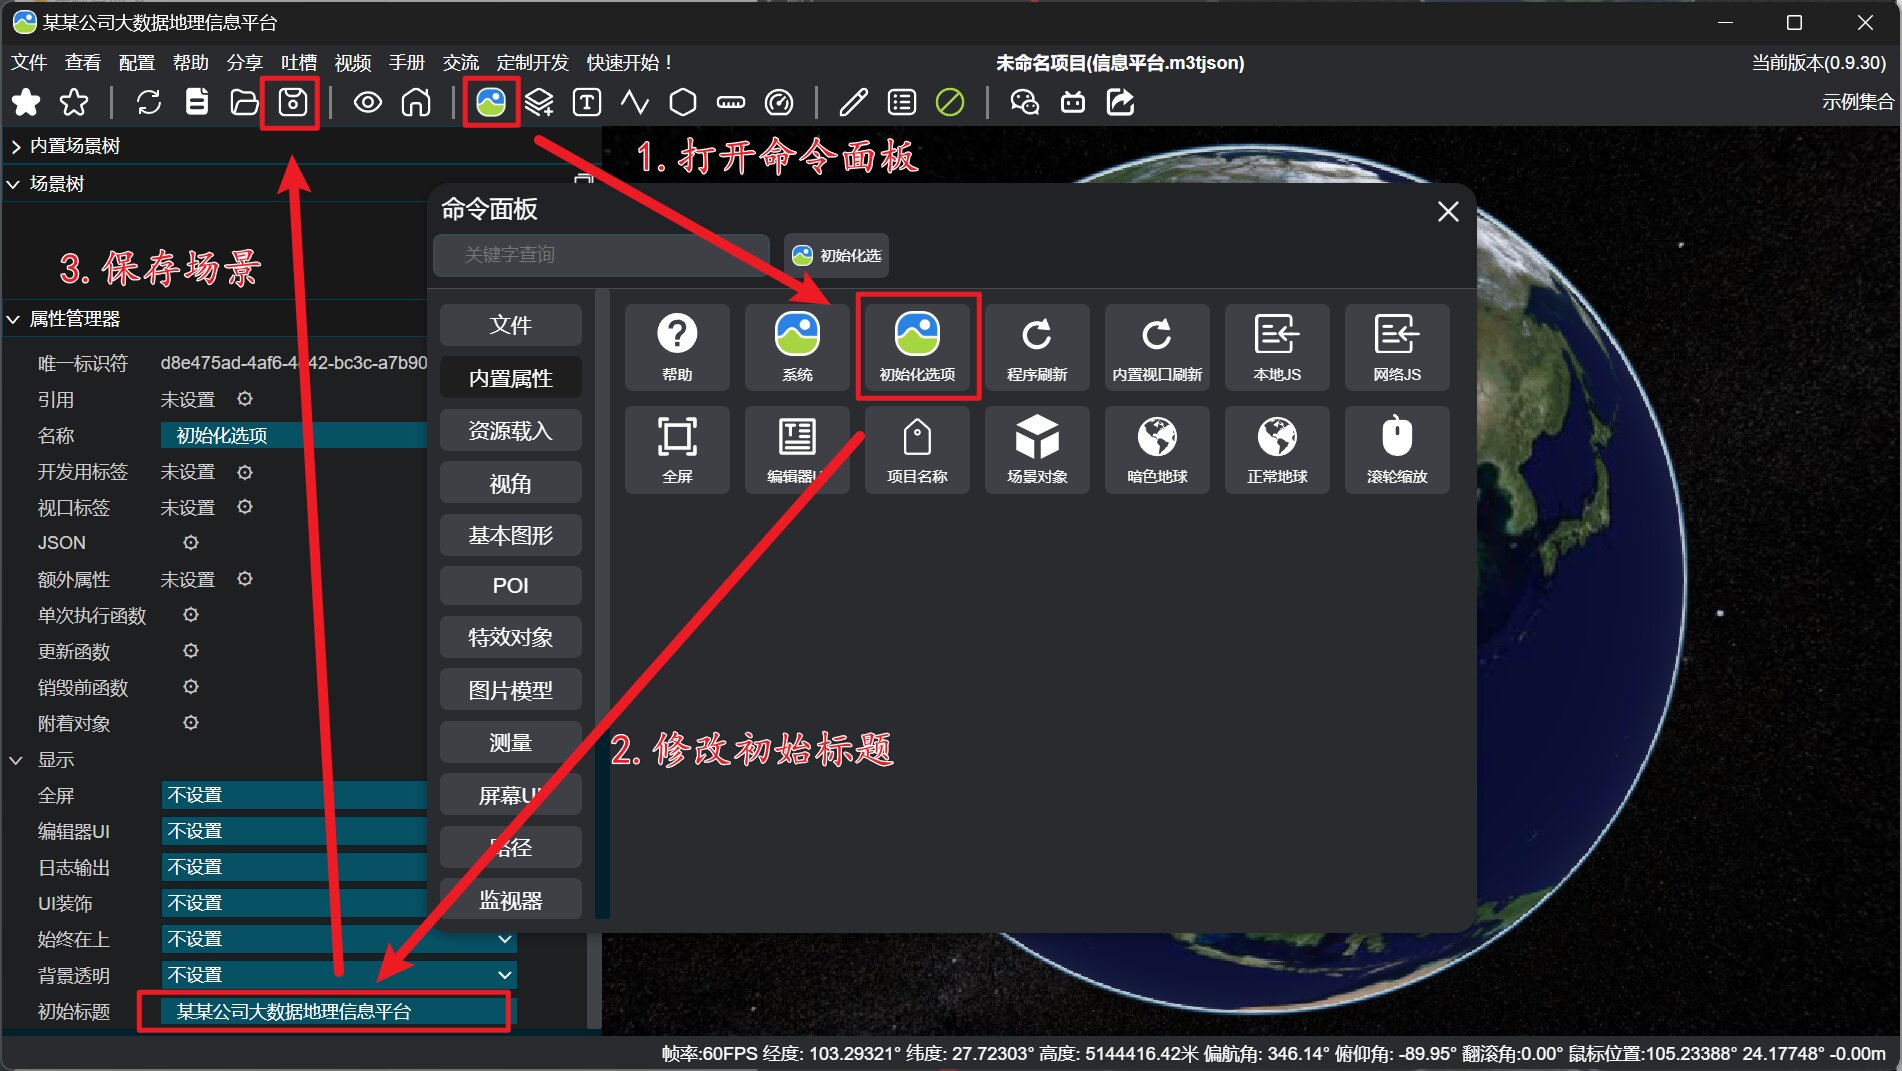 某某公司大数据地理信息平台
文件 查看 配置 帮助 分享 吐槽 视频 手册 交流 定制开发 快速开始！
未命名项目(信息平台.m3tjson)
当前版本(0.9.30)
示例集合
内置场景树
场景树
1.打开命令面板
命令面板
关键字查询
初始化选
3.保存场景
属性管理器
唯一标识符 d8e475ad-4af6-4 42-bc3c-a7b90
引用 未设置
名称 初始化选项
开发用标签 未设置
视口标签 未设置
JSON
额外属性 未设置
单次执行函数
更新函数
销毁前函数
附着对象
显示
全屏 不设置
编辑器UI 不设置
日志输出 不设置
UI装饰 不设置
始终在上 不设置
背景透明 不设置
初始标题 某某公司大数据地理信息平台
文件
内置属性
资源载入
视角
基本图形
POI
特效对象
图片模型
测量
屏幕UI
路径
监视器
帮助 系统 初始化选项 程序刷新 内置视口刷新 本地JS 网络JS
全屏 编辑器U 项目名称 场景对象 暗色地球 正常地球 滚轮缩放
2.修改初始标题
帧率:60FPS 经度: 103.29321° 纬度: 27.72303° 高度: 5144416.42米 偏航角: 346.14° 俯仰角: -89.95° 翻滚角:0.00° 鼠标位置:105.23388° 24.17748° -0.00m